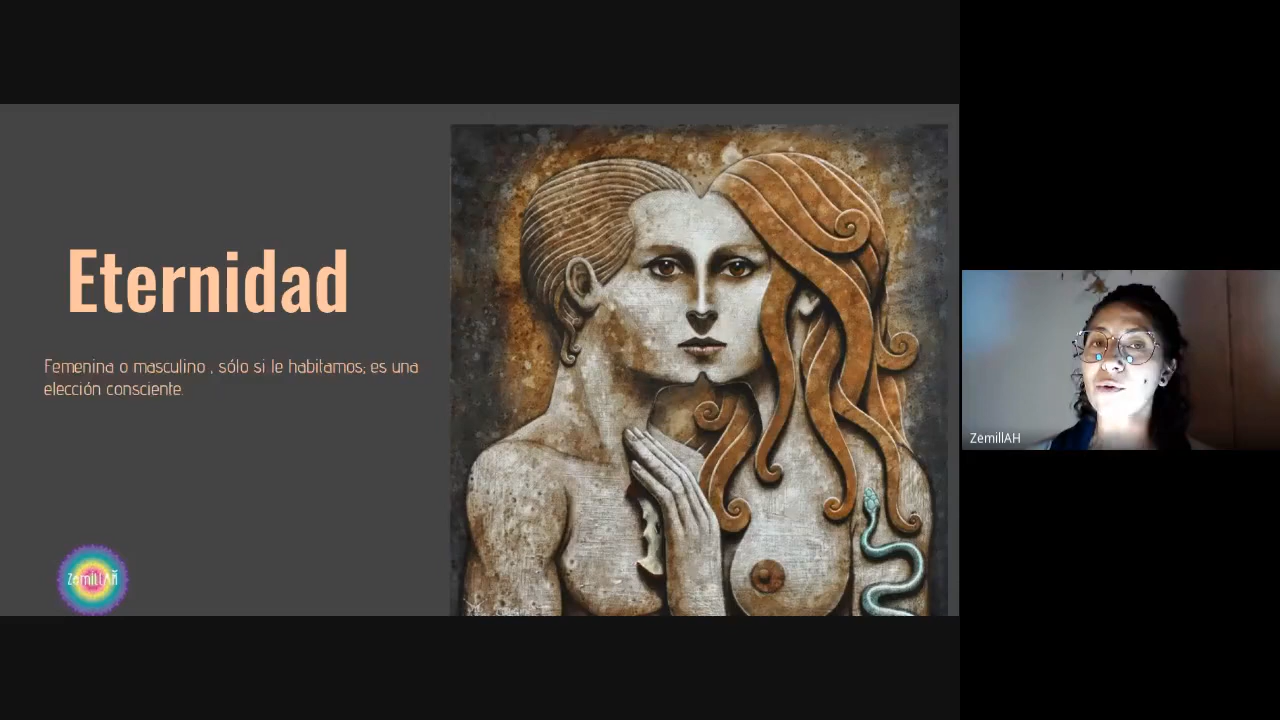 Eternidad
Femenina o masculino , sólo si le habitamos; es una
elección consciente.
ZemillAH
ZemillAH